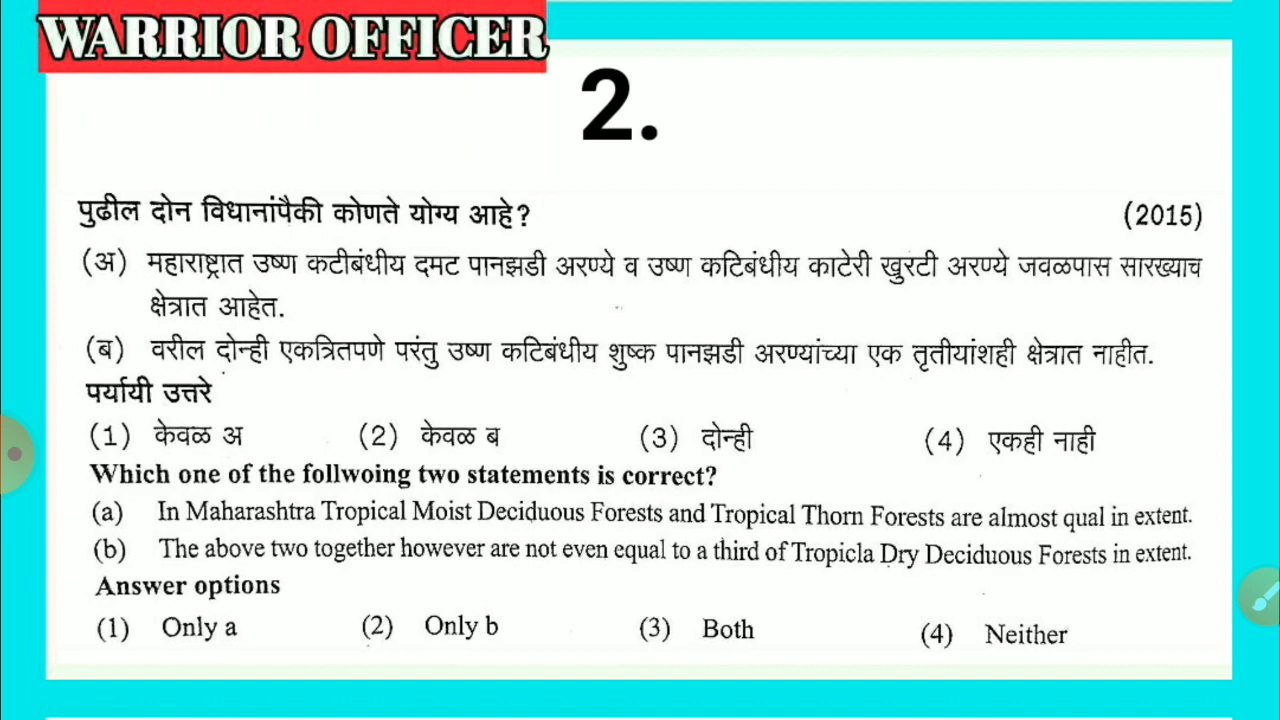 WARRIOR OFFICER
2.
पुढील दोन विधानांपैकी कोणते योग्य आहे? (2015)
(अ) महाराष्ट्रात उष्ण कटीबंधीय दमट पानझडी अरण्ये व उष्ण कटिबंधीय काटेरी खुरटी अरण्ये जवळपास सारख्याच
क्षेत्रात आहेत.
(ब) वरील दोन्ही एकत्रितपणे परंतु उष्ण कटिबंधीय शुष्क पानझडी अरण्यांच्या एक तृतीयांशही क्षेत्रात नाहीत.
पर्यायी उत्तरे
(1) केवळ अ (2) केवळ ब (3) दोन्ही (4) एकही नाही
Which one of the follwoing two statements is correct?
(a) In Maharashtra Tropical Moist Deciduous Forests and Tropical Thorn Forests are almost qual in extent.
(b) The above two together however are not even equal to a third of Tropicla Dry Deciduous Forests in extent.
Answer options
(1) Only a (2) Only b (3) Both (4) Neither